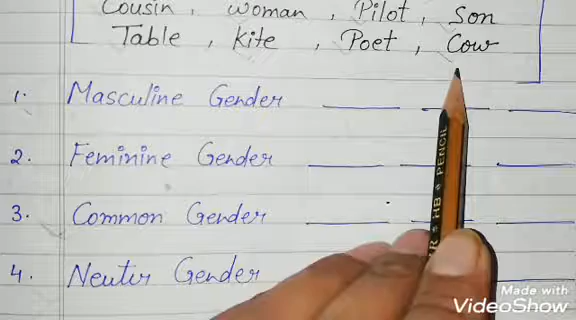 Cousin, woman, Pilot, Son
Table, Kite, Poet, Cow
1. Masculine Gender
2. Feminine Gender
3. Common Gender
4. Neuter Gender
HB PENCIL
Made with
VideoShow